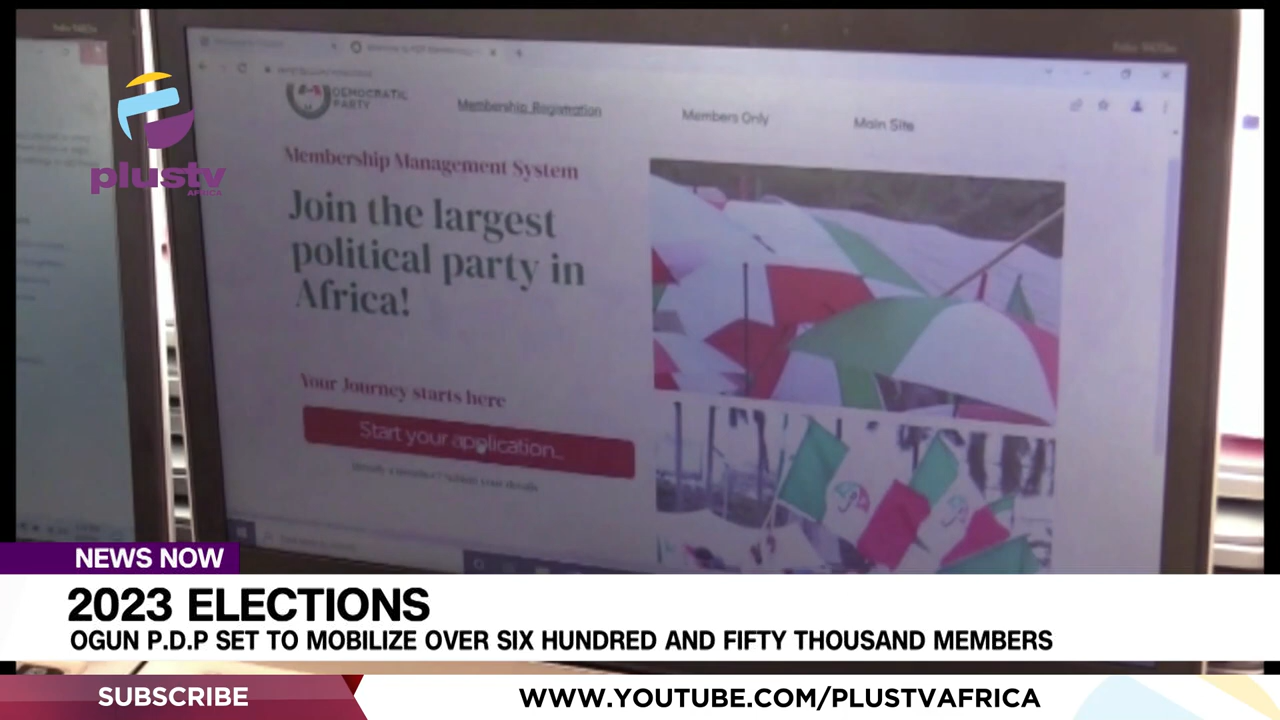 DEMOCRATIC
PARTY
Membership Registration
Members Only
Main Site
Membership Management System
Join the largest
political party in
Africa!
Your Journey starts here
Start your application...
plustv
AFRICA
NEWS NOW
2023 ELECTIONS
OGUN P.D.P SET TO MOBILIZE OVER SIX HUNDRED AND FIFTY THOUSAND MEMBERS
SUBSCRIBE
WWW.YOUTUBE.COM/PLUSTVAFRICA